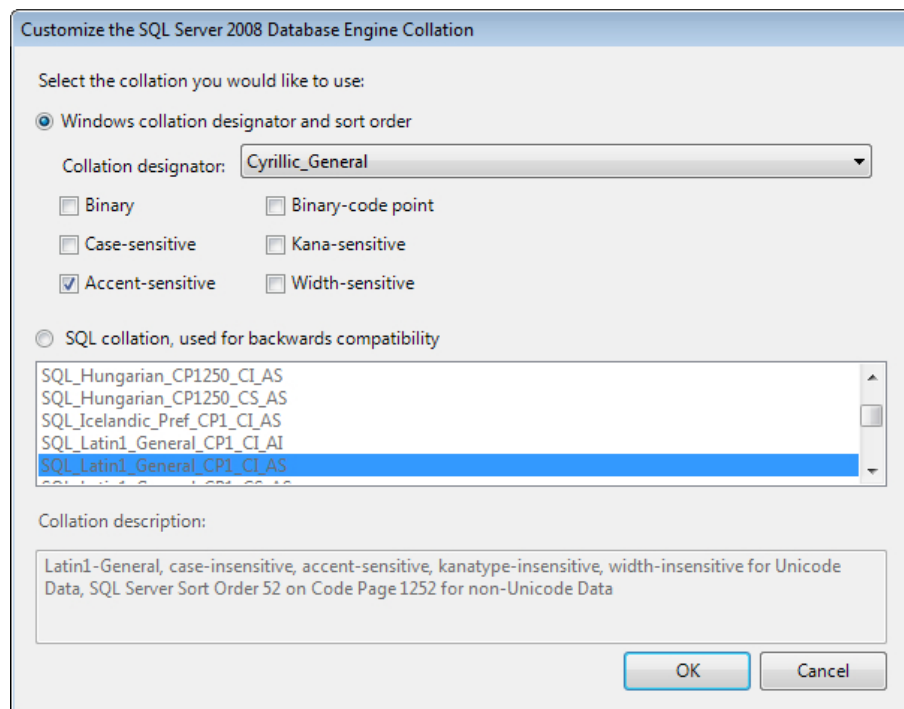 Customize the SQL Server 2008 Database Engine Collation
Select the collation you would like to use:
Windows collation designator and sort order
Collation designator: Cyrillic_General
Binary Binary-code point
Case-sensitive Kana-sensitive
Accent-sensitive Width-sensitive
SQL collation, used for backwards compatibility
SQL_Hungarian_CP1250_CI_AS
SQL_Hungarian_CP1250_CS_AS
SQL_Icelandic_Pref_CP1_CI_AS
SQL_Latin1_General_CP1_CI_AI
SQL_Latin1_General_CP1_CI_AS
Collation description:
Latin1-General, case-insensitive, accent-sensitive, kanatype-insensitive, width-insensitive for Unicode
Data, SQL Server Sort Order 52 on Code Page 1252 for non-Unicode Data
OK Cancel